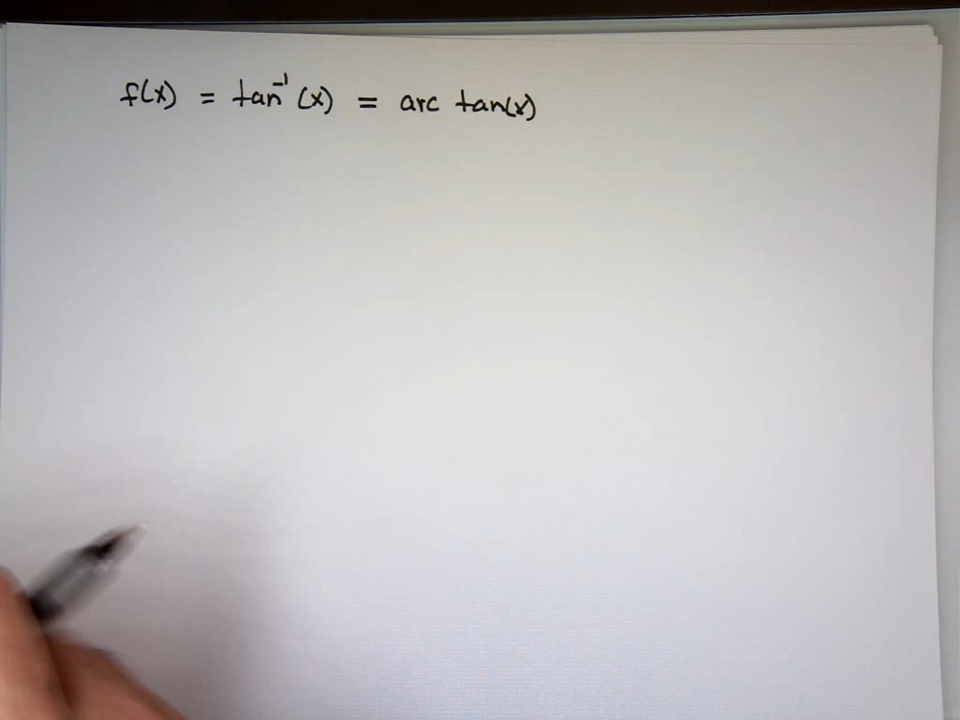 f(x) = tan⁻¹ (x) = arc tan(x)